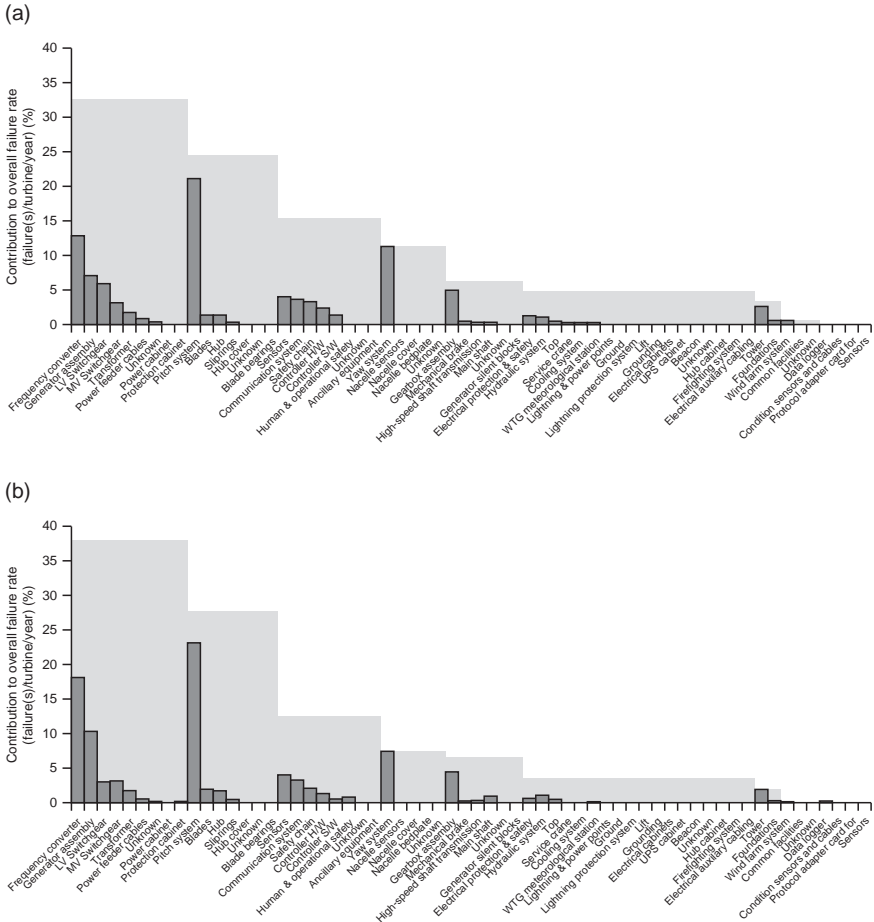 (a)
Contribution to overall failure rate
(failure(s)/turbine/year) (%)
40
35
30
25
20
15
10
5
0
Frequency converter
Generator assembly
LV Switchgear
MV Switchgear
Transformer
Power feeder cables
Unknown
Power cabinet
Protection cabinet
Pitch system
Blades
Hub
Sliprings
Hub cover
Unknown
Blade bearings
Sensors
Communication system
Safety chain
Controller H/W
Controller S/W
Human & operational safety
Unknown
Ancillary equipment
Yaw system
Nacelle sensors
Nacelle cover
Nacelle bedplate
Unknown
Gearbox assembly
Mechanical brake
High-speed shaft transmission
Main shaft
Unknown
Generator silent blocks
Electrical protection safety
Hydraulic system
Top
Service crane
Cooling system
WTG meteorological station
Lightning & power points
Ground
Lightning protection system
Lift
Grounding
Electrical cabinets
UPS cabinet
Beacon
Unknown
Hub cabinet
Firefighting system
Electrical auxiliary cabling
Tower
Foundations
Wind farm system
Common facilities
Unknown
Data logger
Condition sensors and cables
Protocol adapter card for
Sensors
(b)
Contribution to overall failure rate
(failure(s)/turbine/year) (%)
40
35
30
25
20
15
10
5
0
Frequency converter
Generator assembly
LV Switchgear
MV Switchgear
Transformer
Power feeder cables
Unknown
Power cabinet
Protection cabinet
Pitch system
Blades
Hub
Sliprings
Hub cover
Unknown
Blade bearings
Sensors
Communication system
Safety chain
Controller H/W
Controller S/W
Human & operational safety
Unknown
Ancillary equipment
Yaw system
Nacelle sensors
Nacelle cover
Nacelle bedplate
Unknown
Gearbox assembly
Mechanical brake
High-speed shaft transmission
Main shaft
Unknown
Generator silent blocks
Electrical protection safety
Hydraulic system
Top
Service crane
Cooling system
WTG meteorological station
Lightning & power points
Ground
Lightning protection system
Lift
Grounding
Electrical cabinets
UPS cabinet
Beacon
Unknown
Hub cabinet
Firefighting system
Electrical auxiliary cabling
Tower
Foundations
Wind farm system
Common facilities
Unknown
Data logger
Condition sensors and cables
Protocol adapter card for
Sensors